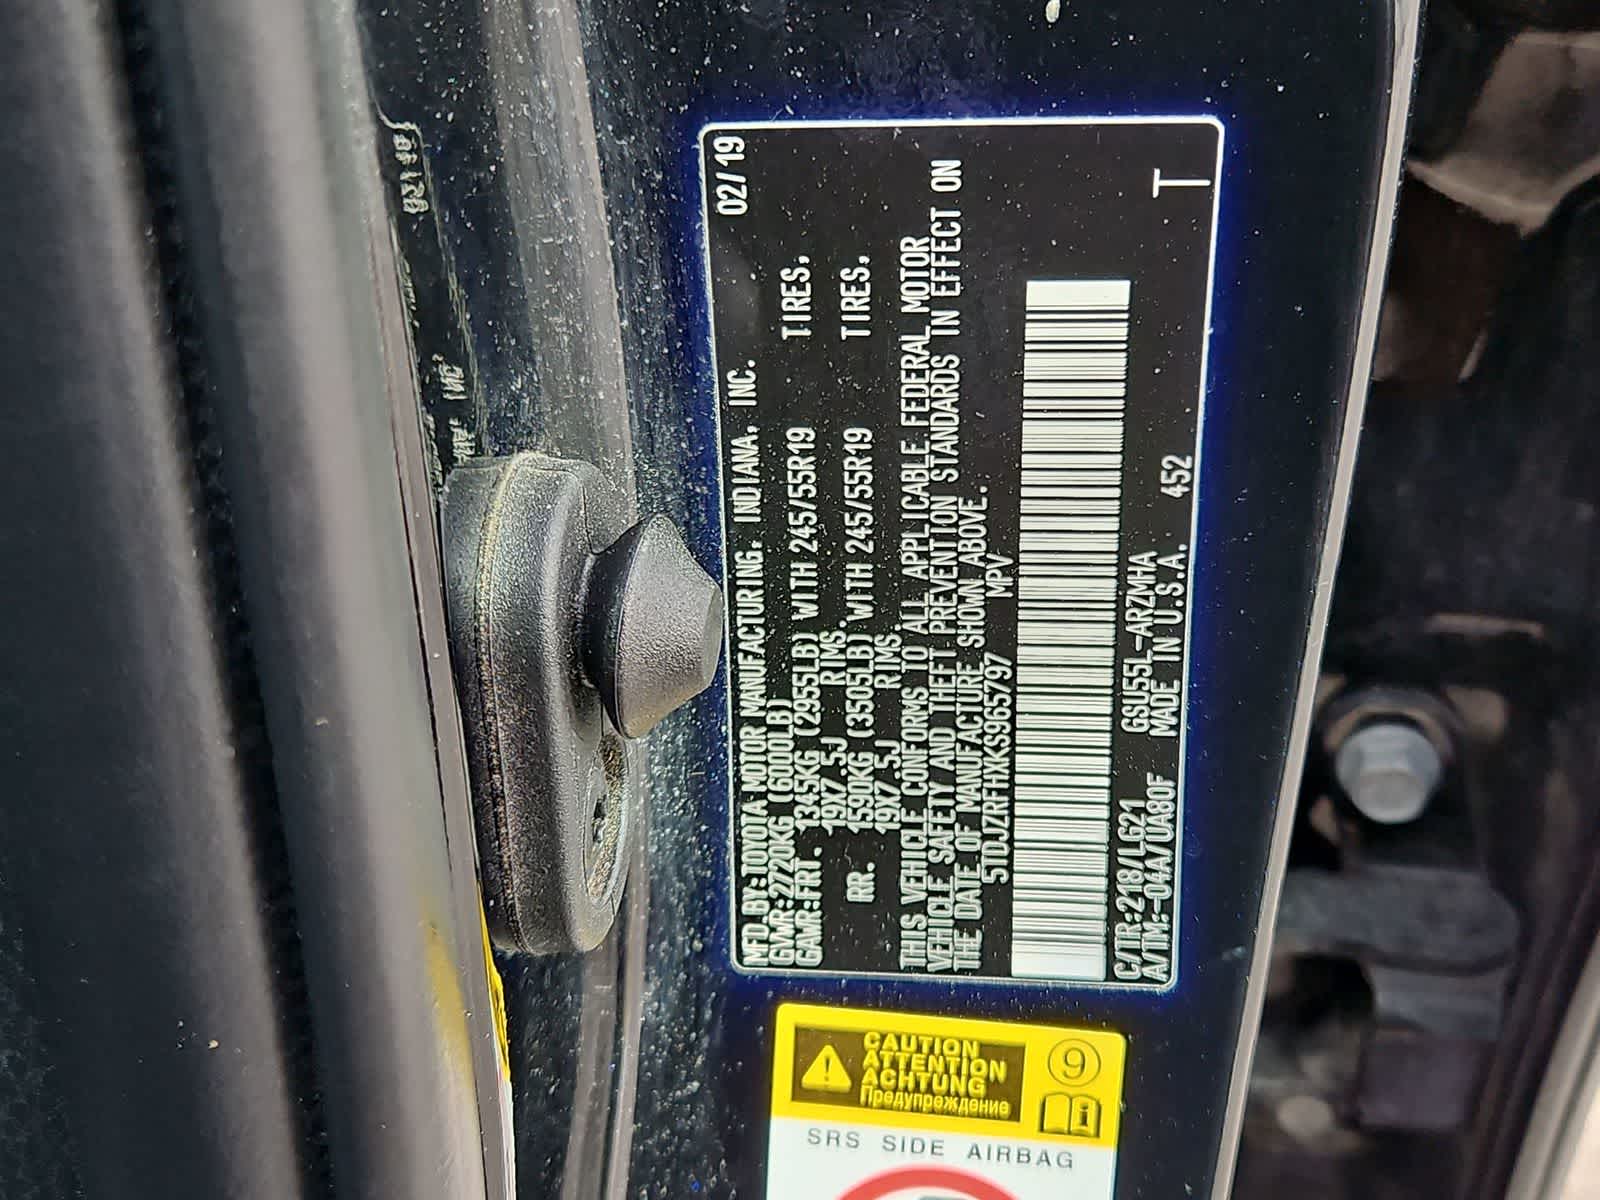 MFD.BY:TOYOTA MOTOR MANUFACTURING, INDIANA, INC. 02/19
GVWR:2720KG(6000LB)
GAWR:FRT. 1345KG(2955LB) WITH 245/55R19 TIRES,
19X7.5J RIMS
RR. 1590KG(3505LB) WITH 245/55R19 TIRES,
19X7.5J RIMS
THIS VEHICLE CONFORMS TO ALL APPLICABLE FEDERAL MOTOR
VEHICLE SAFETY AND THEFT PREVENTION STANDARDS IN EFFECT ON
THE DATE OF MANUFACTURE SHOWN ABOVE.
5TDJZRFHXKS965797 MPV
C/TR:218/LG21 GSU55L-ARZMHA
A/TM:-04A/UA80F MADE IN U.S.A. 452 T
CAUTION
ATTENTION
ACHTUNG
Предупреждение
9
SRS SIDE AIRBAG